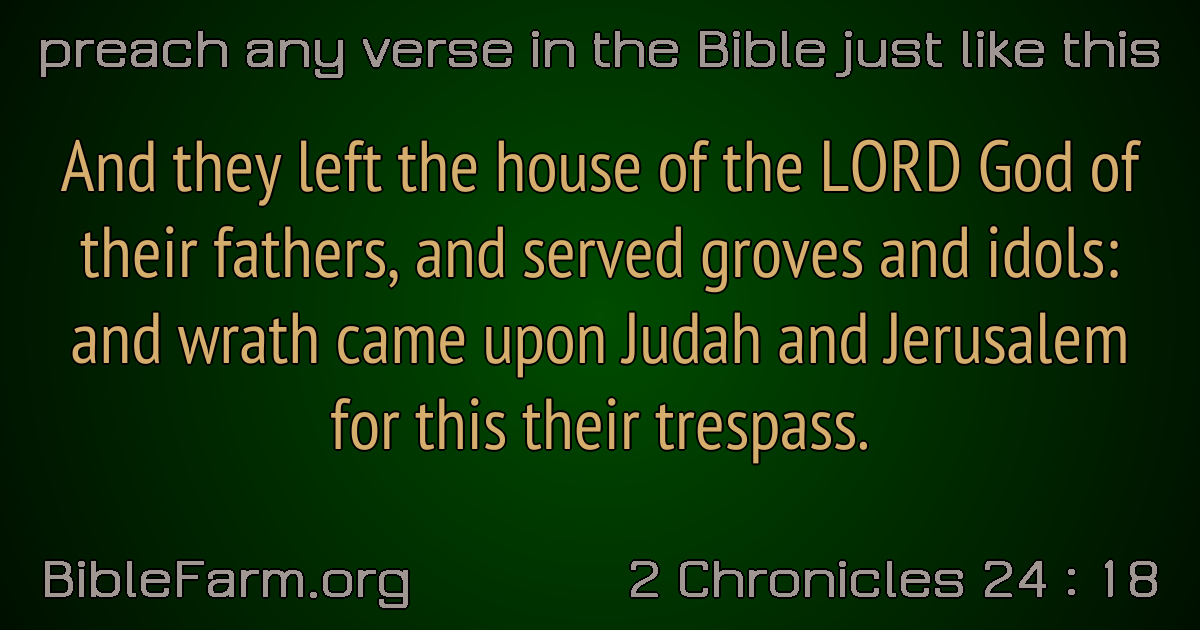 preach any verse in the Bible just like this
And they left the house of the LORD God of
their fathers, and served groves and idols:
and wrath came upon Judah and Jerusalem
for this their trespass.
BibleFarm.org
2 Chronicles 24 : 18